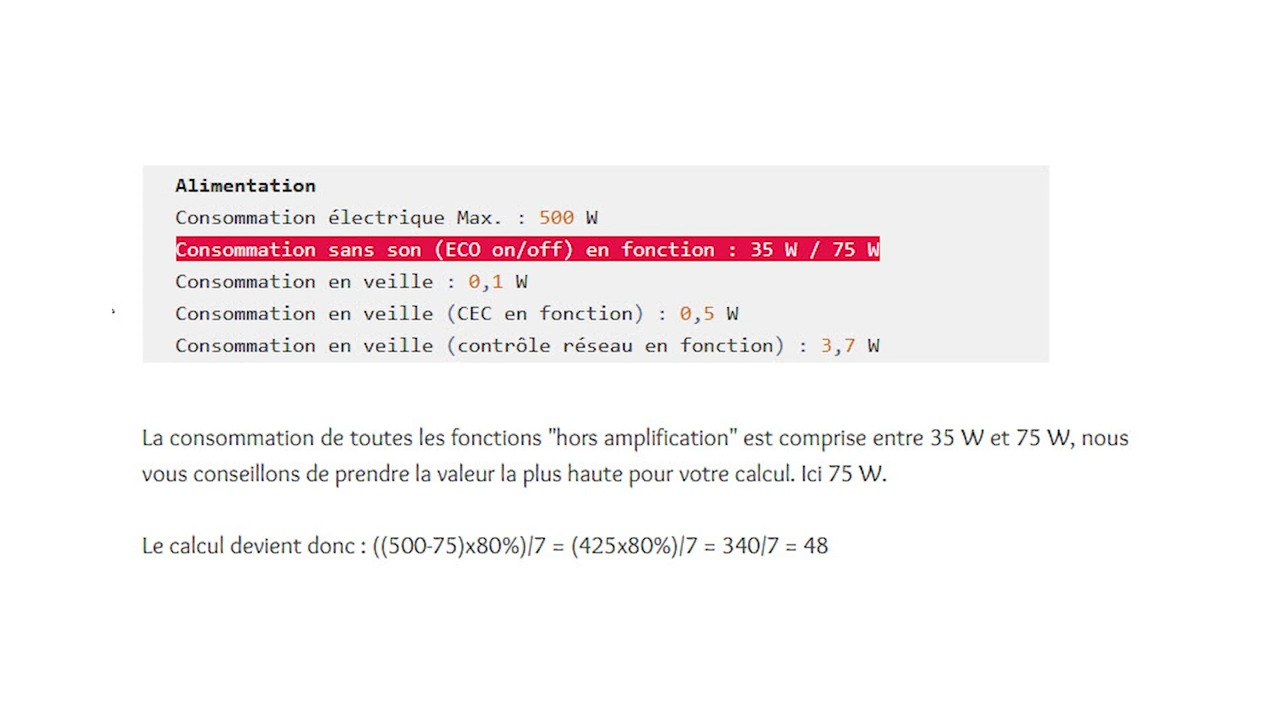 Alimentation
Consommation électrique Max. : 500 W
Consommation sans son (ECO on/off) en fonction : 35 W / 75 W
Consommation en veille : 0,1 W
Consommation en veille (CEC en fonction) : 0,5 W
Consommation en veille (contrôle réseau en fonction) : 3,7 W
La consommation de toutes les fonctions "hors amplification" est comprise entre 35 W et 75 W, nous
vous conseillons de prendre la valeur la plus haute pour votre calcul. Ici 75 W.
Le calcul devient donc : ((500-75)x80%)/7 = (425x80%)/7 = 340/7 = 48